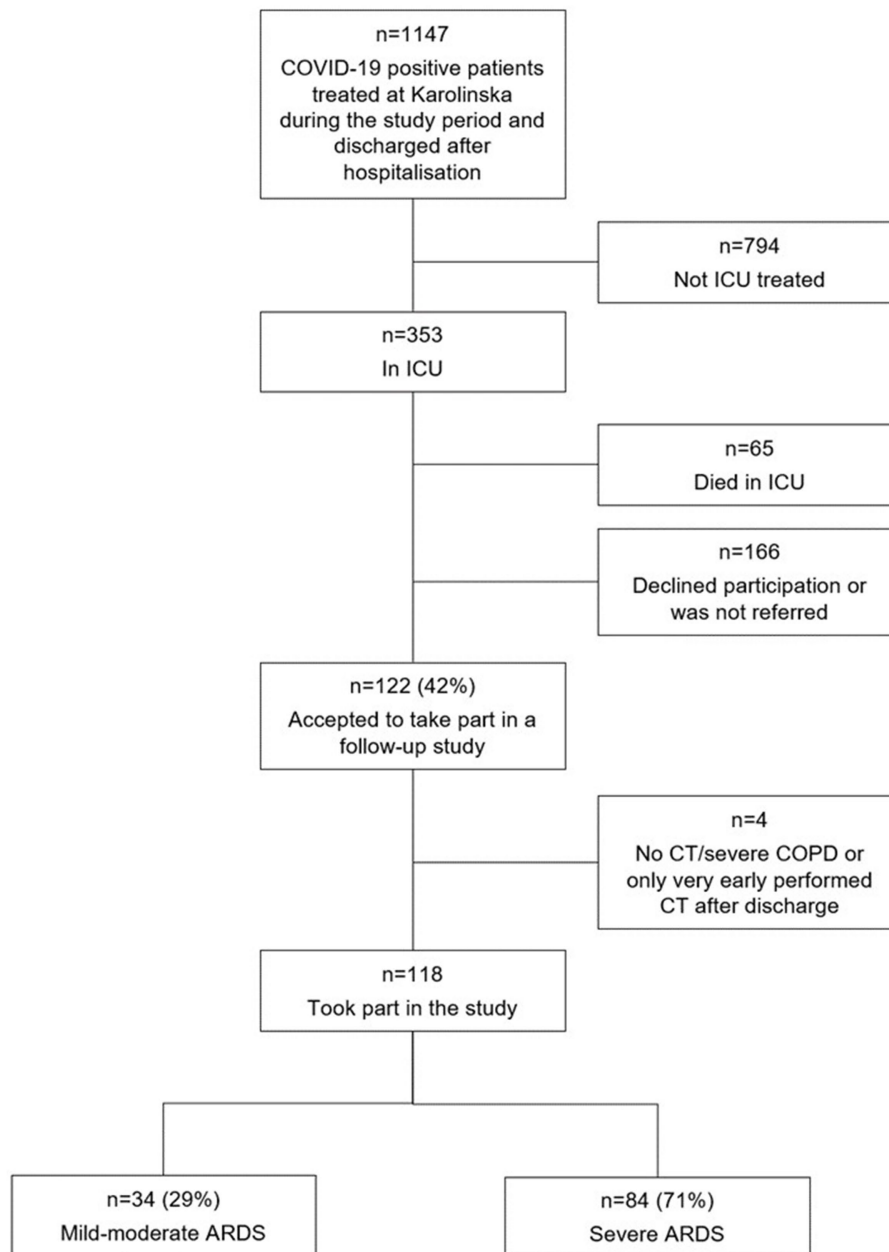 n=1147
COVID-19 positive patients
treated at Karolinska
during the study period and
discharged after
hospitalisation
n=794
Not ICU treated
n=353
In ICU
n=65
Died in ICU
n=166
Declined participation or
was not referred
n=122 (42%)
Accepted to take part in a
follow-up study
n=4
No CT/severe COPD or
only very early performed
CT after discharge
n=118
Took part in the study
n=34 (29%)
Mild-moderate ARDS
n=84 (71%)
Severe ARDS